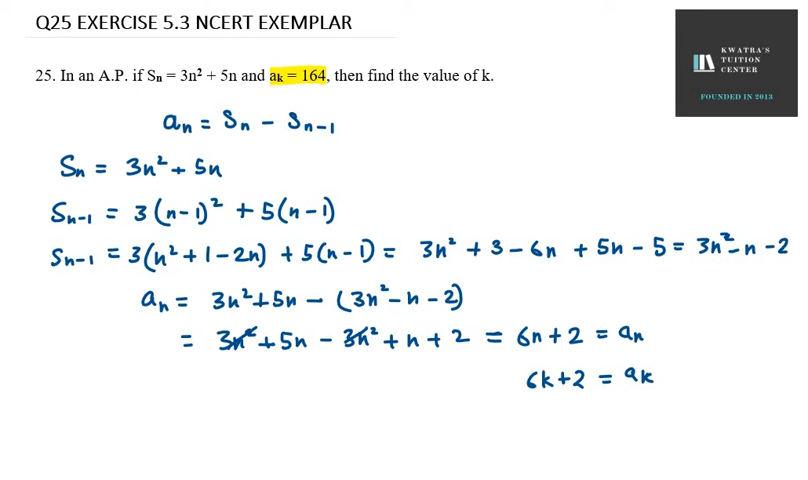 Q25 EXERCISE 5.3 NCERT EXEMPLAR
KWATRA'S
TUITION
CENTER
FOUNDED IN 2013
25. In an A.P. if Sₙ = 3n² + 5n and aₖ = 164, then find the value of k.
aₙ = Sₙ - Sₙ₋₁
Sₙ = 3n² + 5n
Sₙ₋₁ = 3(n-1)² + 5(n-1)
Sₙ₋₁ = 3(n² + 1 - 2n) + 5(n-1) = 3n² + 3 - 6n + 5n - 5 = 3n² - n - 2
aₙ = 3n² + 5n - (3n² - n - 2)
= 3n² + 5n - 3n² + n + 2 = 6n + 2 = aₙ
6k + 2 = aₖ